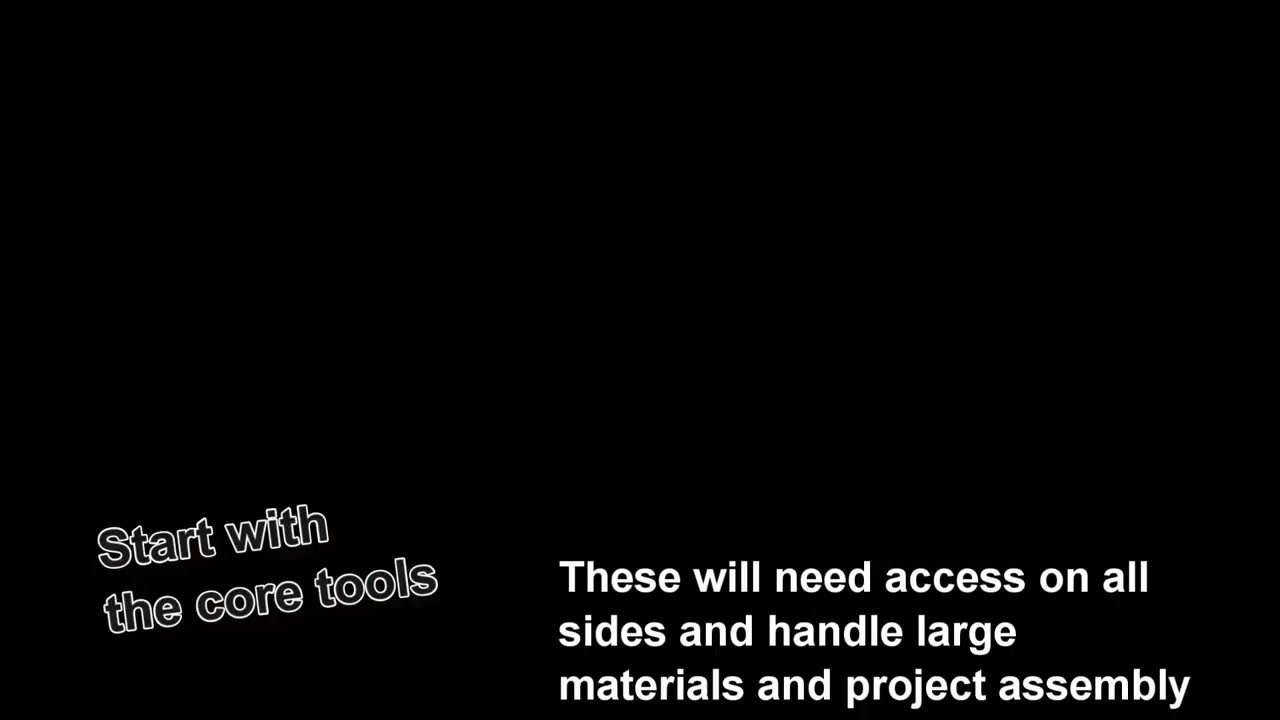 Start with
the core tools
These will need access on all
sides and handle large
materials and project assembly